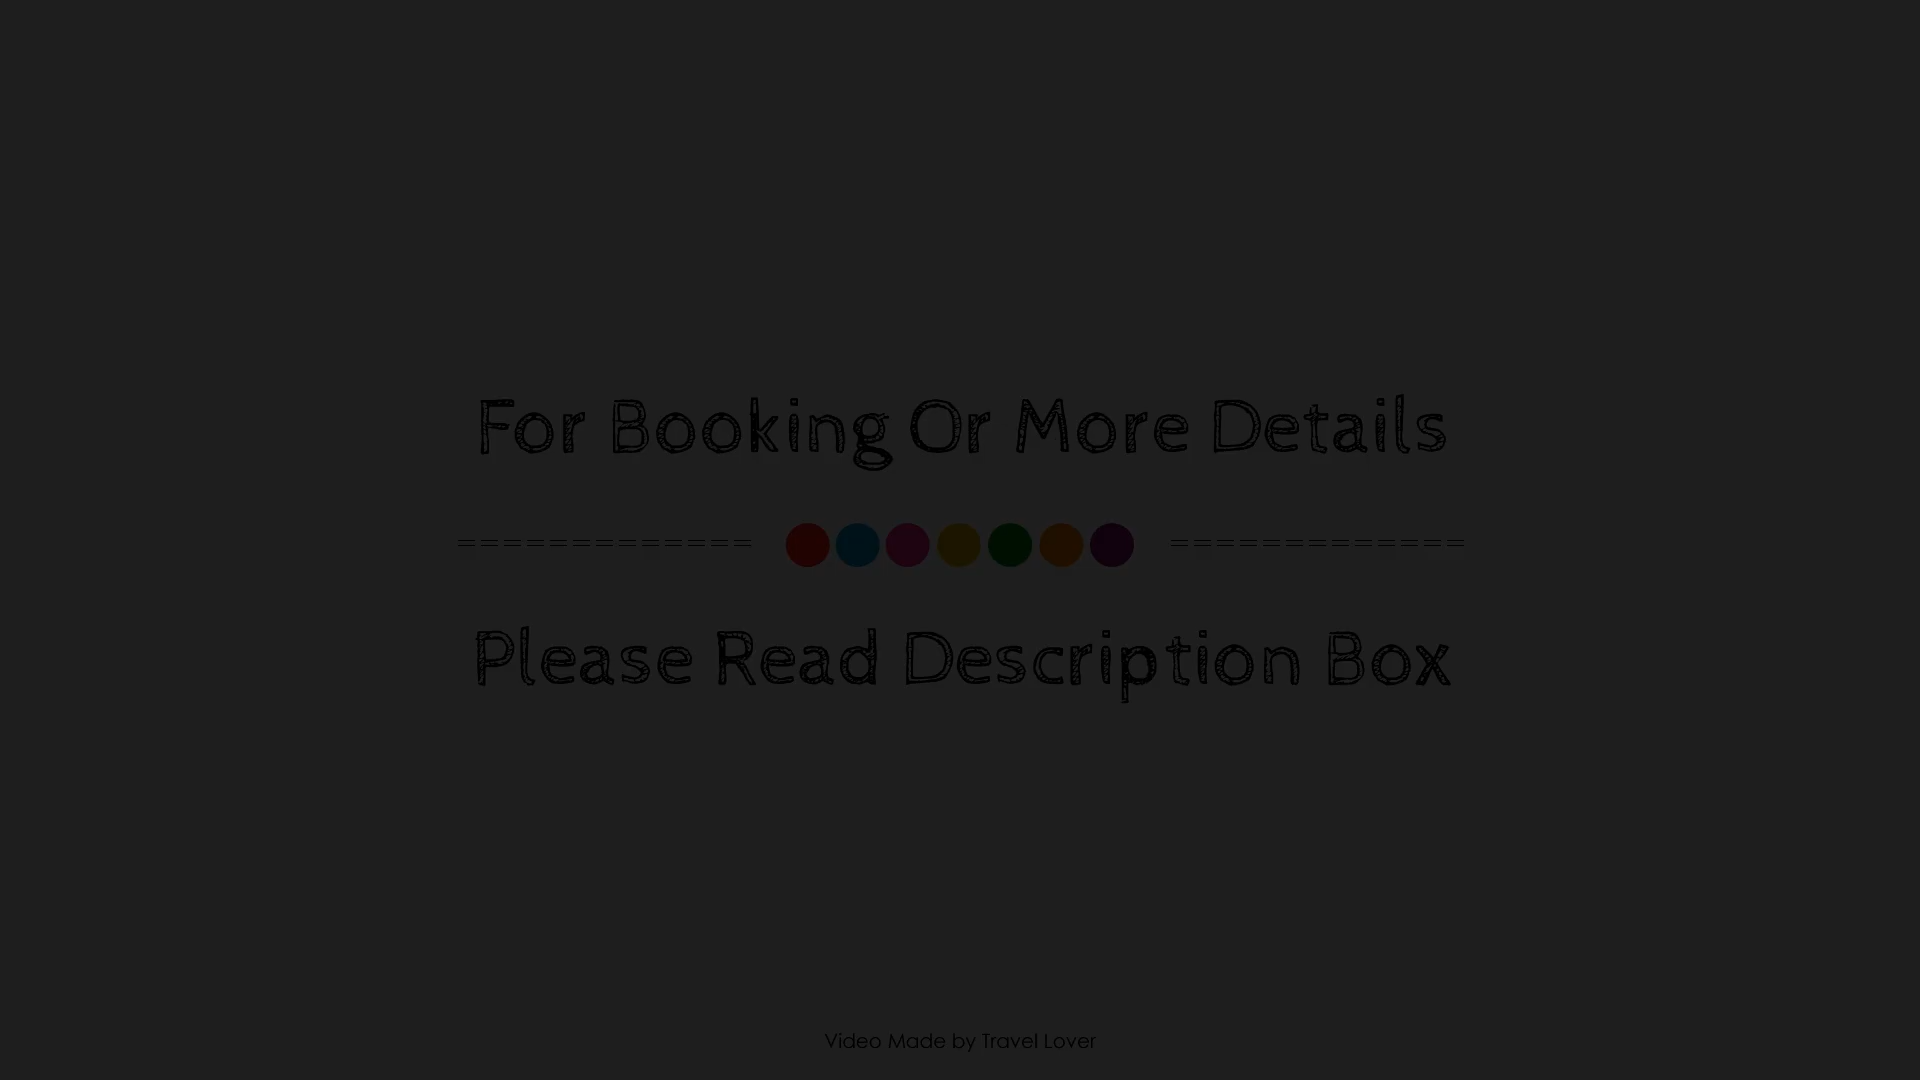 For Booking Or More Details
============= =============
Please Read Description Box
Video Made by Travel Lover